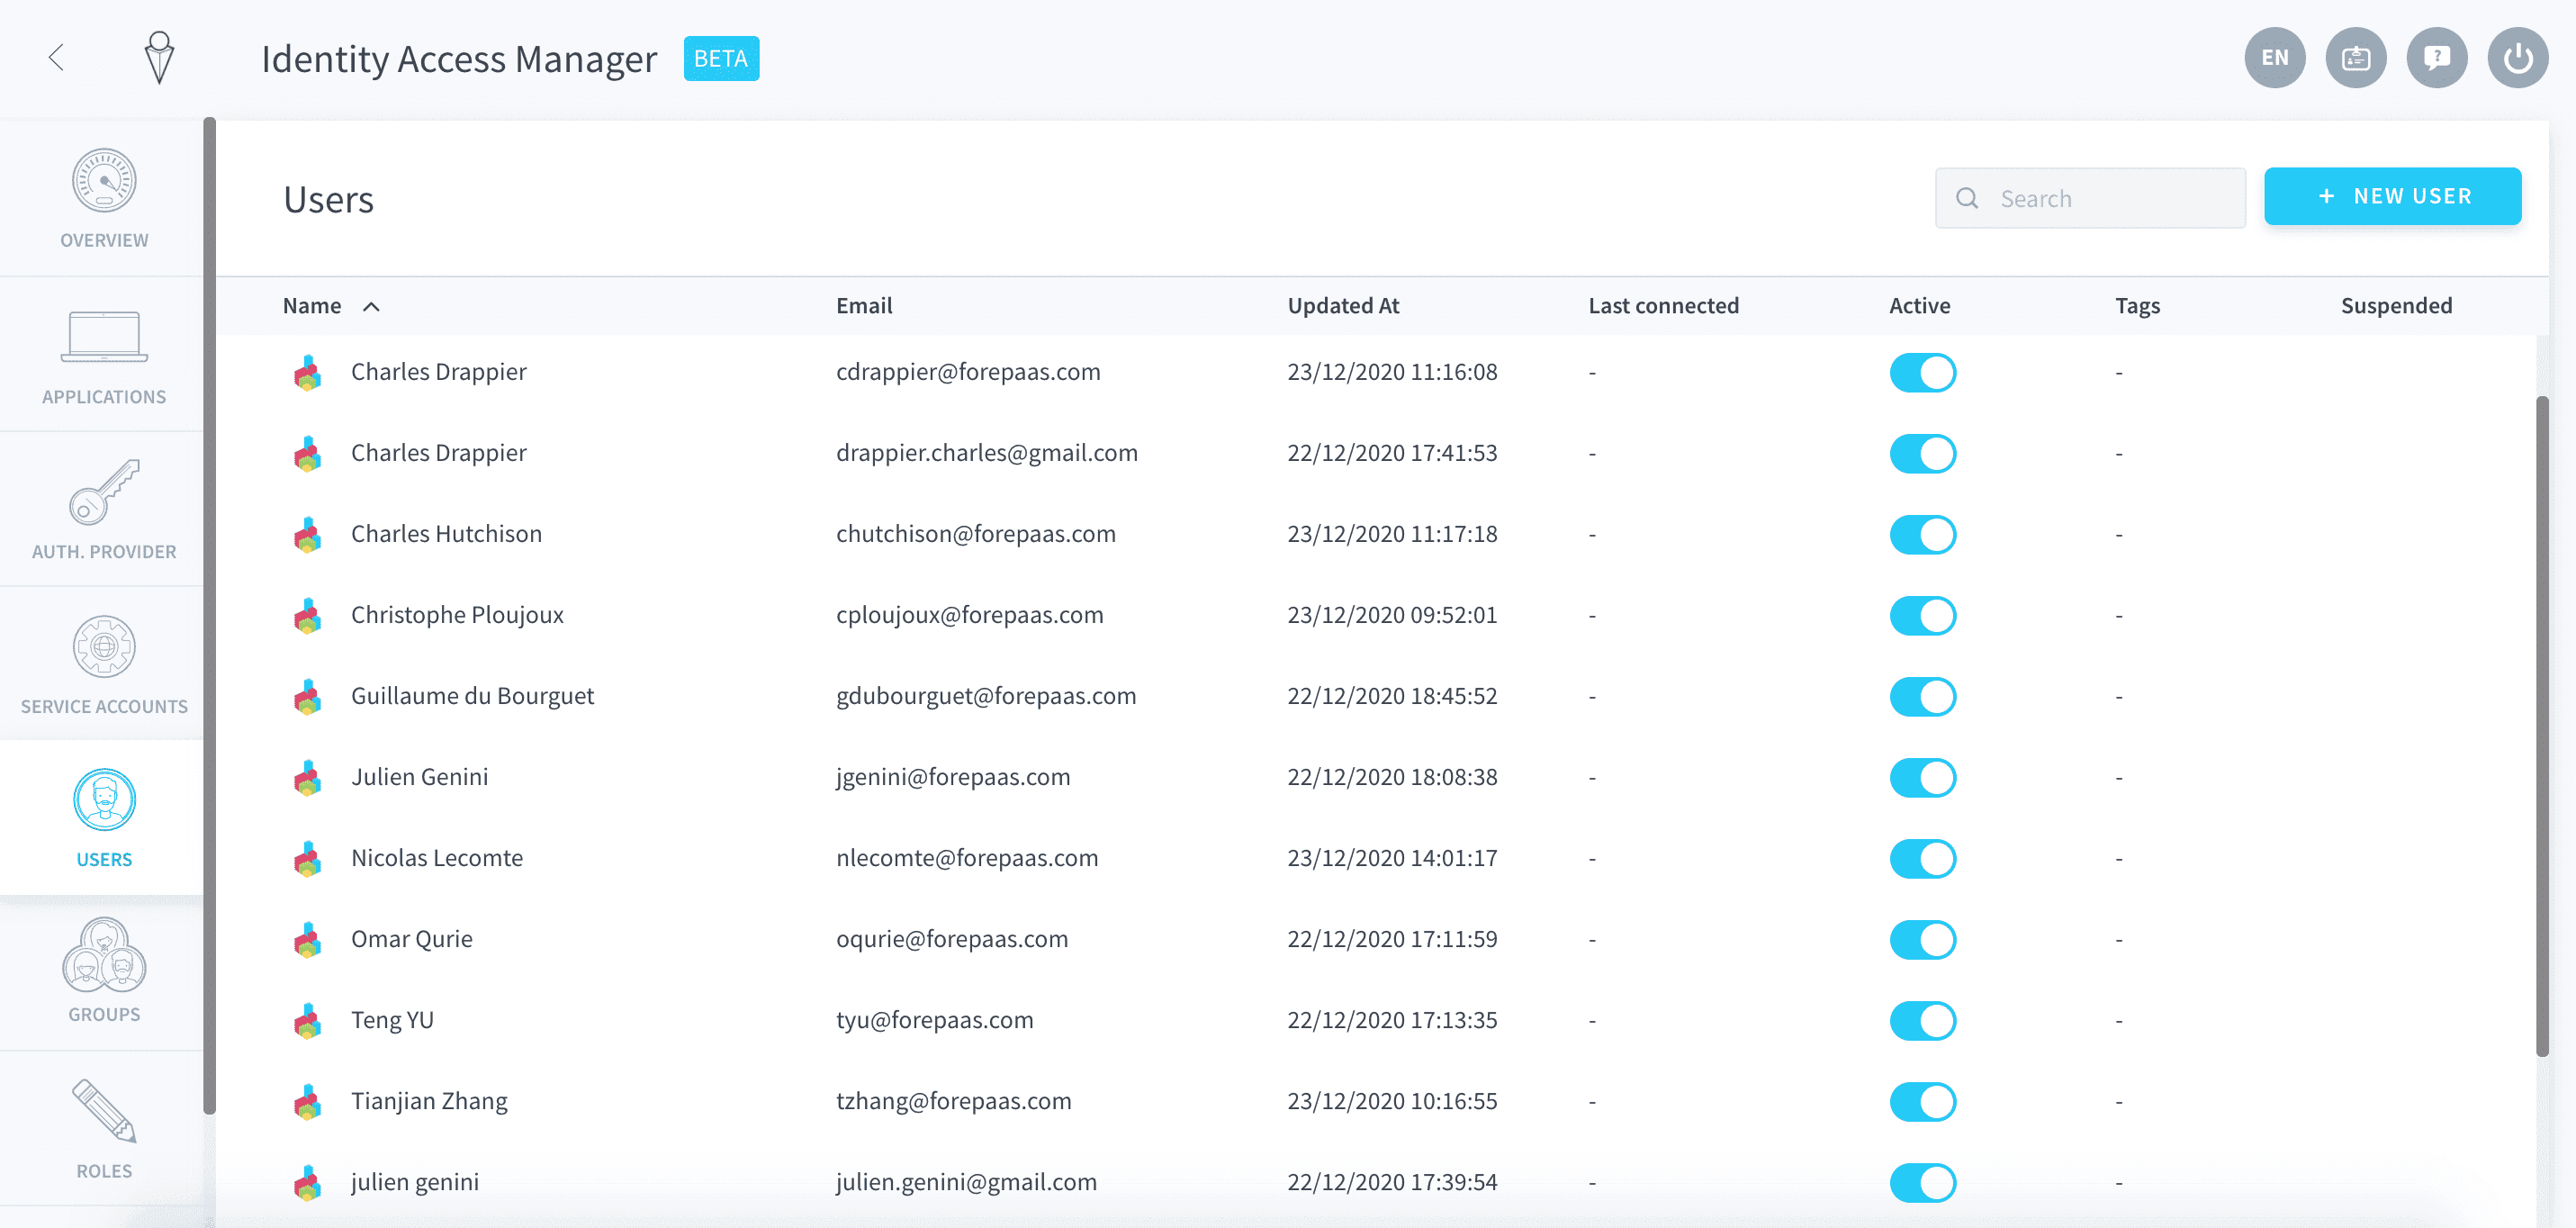 Identity Access Manager BETA
EN
OVERVIEW
APPLICATIONS
AUTH. PROVIDER
SERVICE ACCOUNTS
USERS
GROUPS
ROLES
Users
Search
+ NEW USER
Name Email Updated At Last connected Active Tags Suspended
Charles Drappier cdrappier@forepaas.com 23/12/2020 11:16:08 - -
Charles Drappier drappier.charles@gmail.com 22/12/2020 17:41:53 - -
Charles Hutchison chutchison@forepaas.com 23/12/2020 11:17:18 - -
Christophe Ploujoux cploujoux@forepaas.com 23/12/2020 09:52:01 - -
Guillaume du Bourguet gdubourguet@forepaas.com 22/12/2020 18:45:52 - -
Julien Genini jgenini@forepaas.com 22/12/2020 18:08:38 - -
Nicolas Lecomte nlecomte@forepaas.com 23/12/2020 14:01:17 - -
Omar Qurie oqurie@forepaas.com 22/12/2020 17:11:59 - -
Teng YU tyu@forepaas.com 22/12/2020 17:13:35 - -
Tianjian Zhang tzhang@forepaas.com 23/12/2020 10:16:55 - -
julien genini julien.genini@gmail.com 22/12/2020 17:39:54 - -